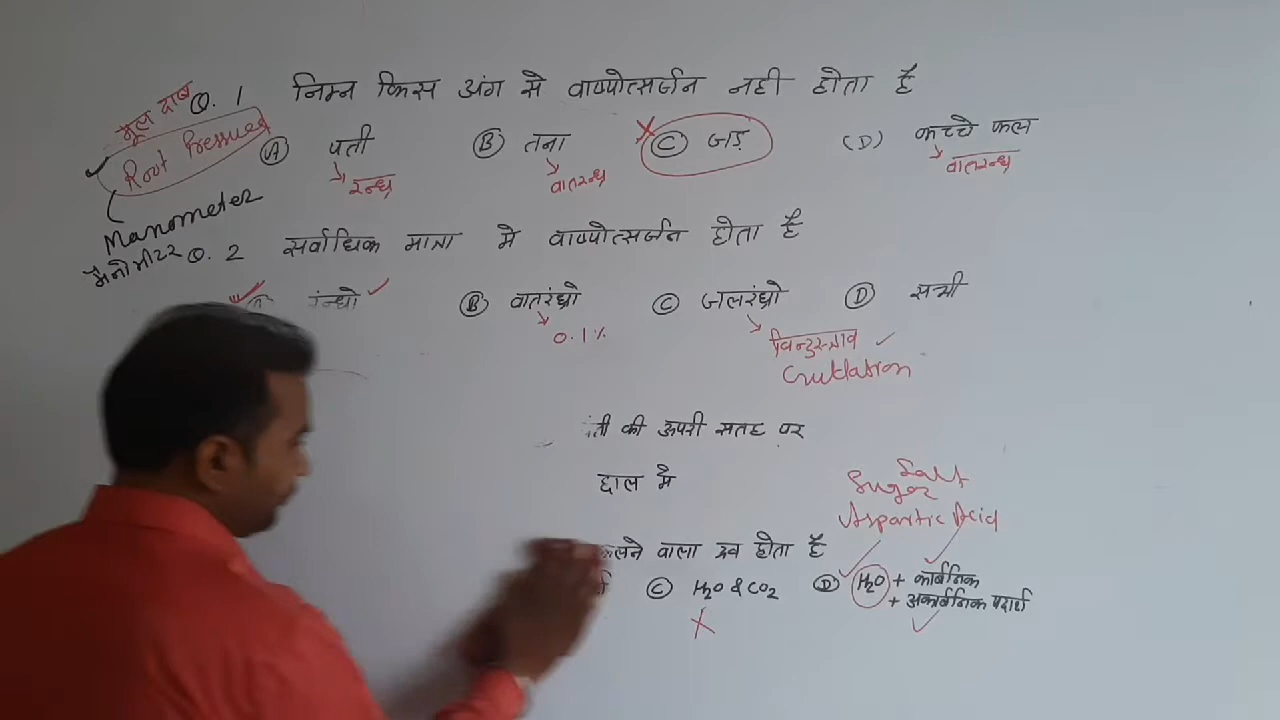 मूल दाब
Root Pressure
Manometer
मैनोमीटर
Q. 1 निम्न किस अंग से वाष्पोत्सर्जन नही होता है
(A) पत्ती (B) तना (C) जड़ (D) कच्चे फल
रन्ध्र वातरन्ध्र वातरन्ध्र
Q. 2 सर्वाधिक मात्रा मे वाष्पोत्सर्जन होता है
(B) वातरंध्रो (C) जलरंध्रो (D) सभी
0.1% बिन्दुस्त्राव
Guttation
की ऊपरी सतह पर
छाल मे
Salt
Sugar
Aspartic Acid
वाला द्रव होता है
(C) H₂O & CO₂ (D) H₂O + कार्बनिक
+ अकार्बनिक पदार्थ